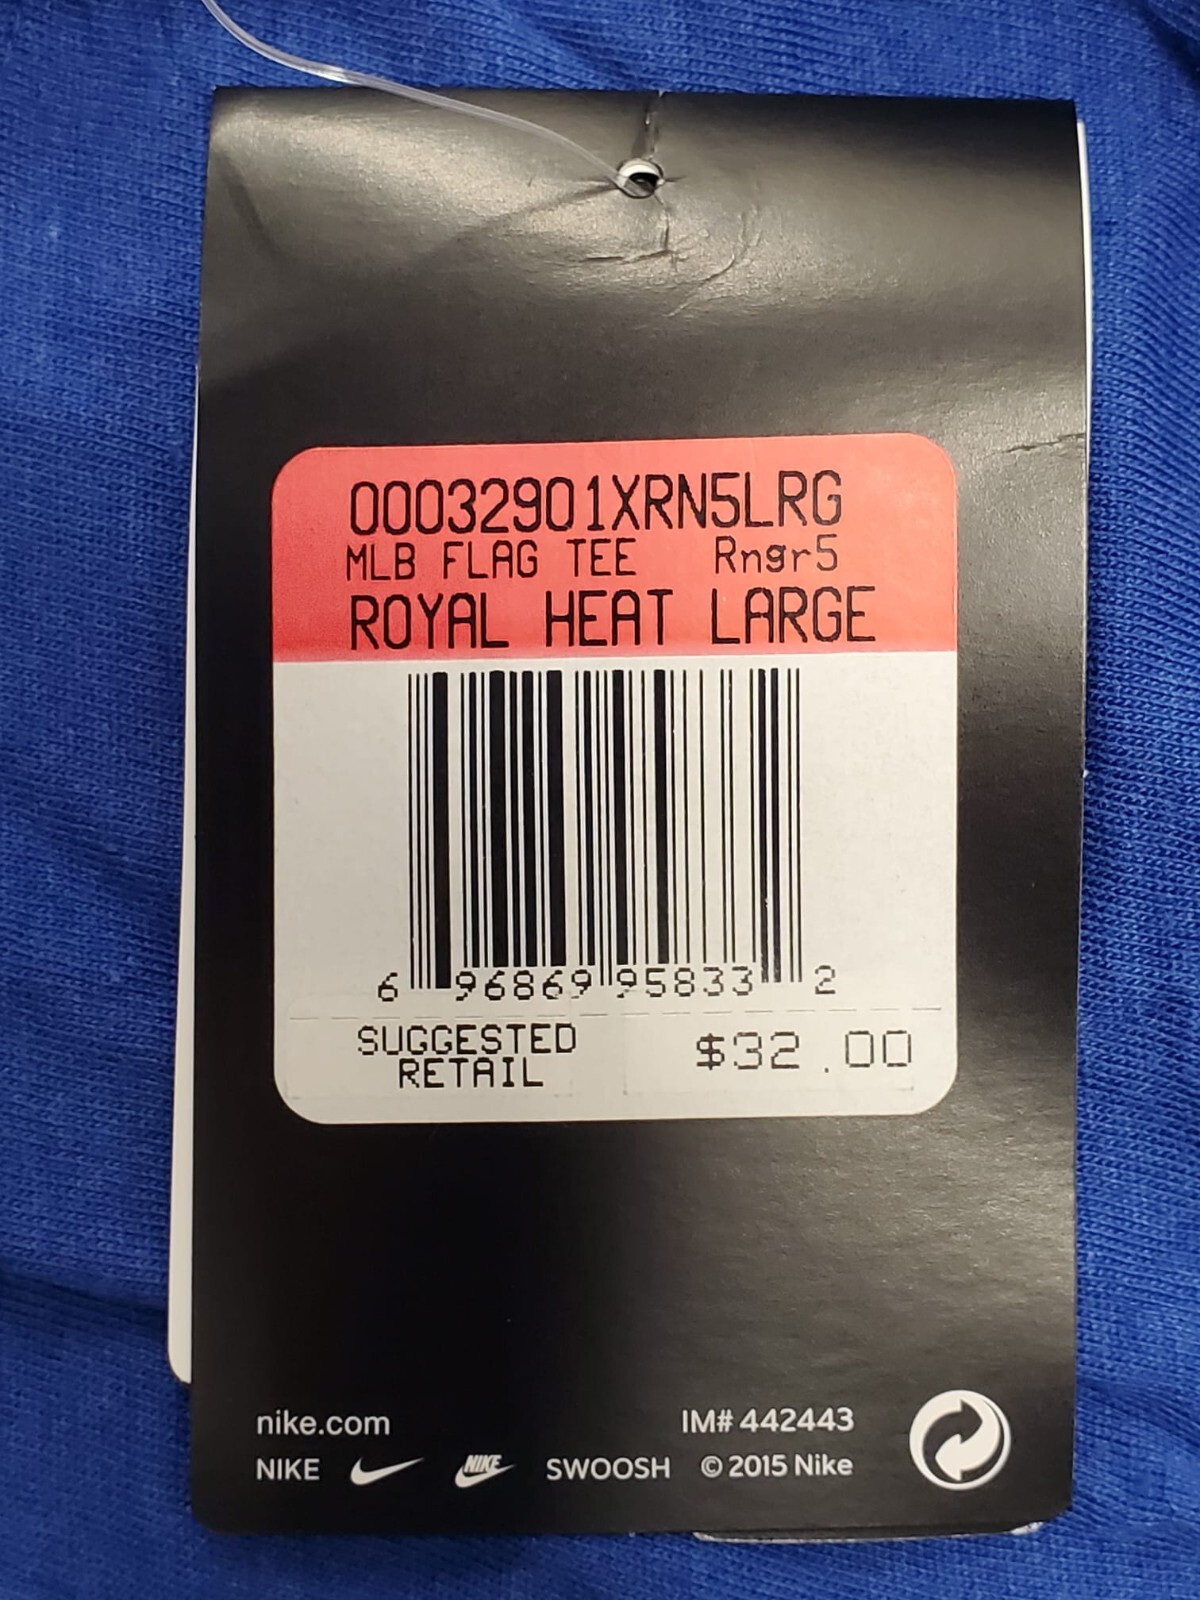 00032901XRN5LRG
MLB FLAG TEE Rngr5
ROYAL HEAT LARGE
6 96869 95833 2
SUGGESTED
RETAIL
$32.00
nike.com
IM# 442443
NIKE NIKE SWOOSH © 2015 Nike